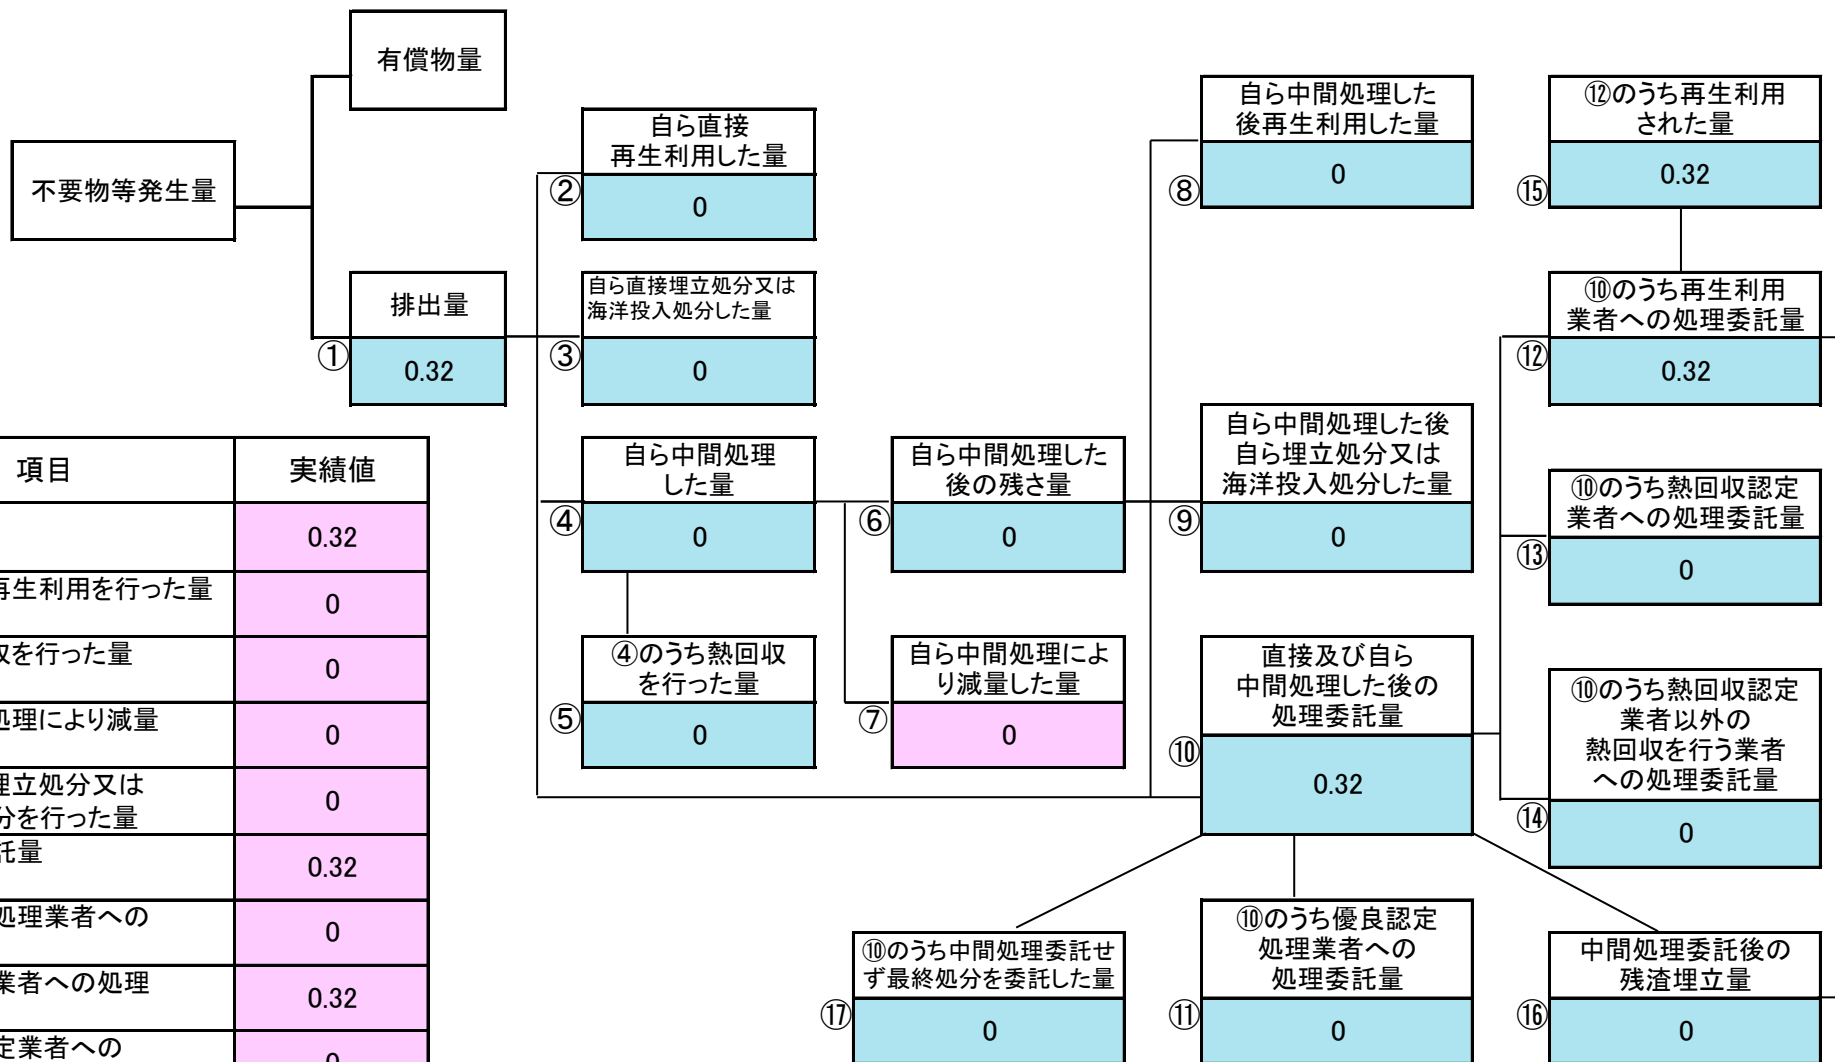 有償物量
不要物等発生量
排出量
①
0.32
自ら直接
再生利用した量
②
0
自ら直接埋立処分又は
海洋投入処分した量
③
0
自ら中間処理
した量
④
0
④のうち熱回収
を行った量
⑤
0
自ら中間処理した
後の残さ量
⑥
0
自ら中間処理によ
り減量した量
⑦
0
自ら中間処理した
後再生利用した量
⑧
0
自ら中間処理した後
自ら埋立処分又は
海洋投入処分した量
⑨
0
直接及び自ら
中間処理した後の
処理委託量
⑩
0.32
⑫のうち再生利用
された量
⑮
0.32
⑩のうち再生利用
業者への処理委託量
⑫
0.32
⑩のうち熱回収認定
業者への処理委託量
⑬
0
⑩のうち熱回収認定
業者以外の
熱回収を行う業者
への処理委託量
⑭
0
⑩のうち中間処理委託せ
ず最終処分を委託した量
⑰
0
⑩のうち優良認定
処理業者への
処理委託量
⑪
0
中間処理委託後の
残渣埋立量
⑯
0
項目 実績値
0.32
再生利用を行った量 0
を行った量 0
処理により減量 0
埋立処分又は
分を行った量 0
託量 0.32
処理業者への 0
業者への処理 0.32
定業者への 0